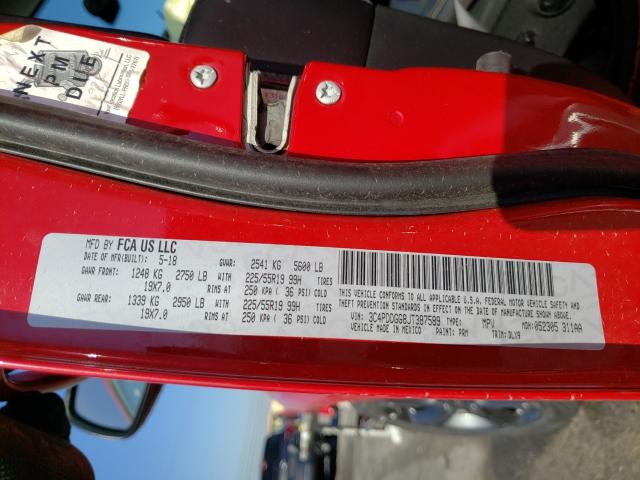 NEXT
PM
DUE
MFD BY FCA US LLC
DATE OF MFR(BUILT): 5-18 GVWR: 2541 KG 5600 LB
GAWR FRONT: 1248 KG 2750 LB WITH 225/55R19 99H TIRES
19X7.0 RIMS AT 250 KPA ( 36 PSI) COLD
GAWR REAR: 1339 KG 2950 LB WITH 225/55R19 99H TIRES
19X7.0 RIMS AT 250 KPA ( 36 PSI) COLD
THIS VEHICLE CONFORMS TO ALL APPLICABLE U.S.A. FEDERAL MOTOR VEHICLE SAFETY AND
THEFT PREVENTION STANDARDS IN EFFECT ON THE DATE OF MANUFACTURE SHOWN ABOVE.
VIN: 3C4PDDGG8JT387589 TYPE: MPV MDH: 052305 311AA
VEHICLE MADE IN MEXICO PAINT: PRM TRIM: DLX9